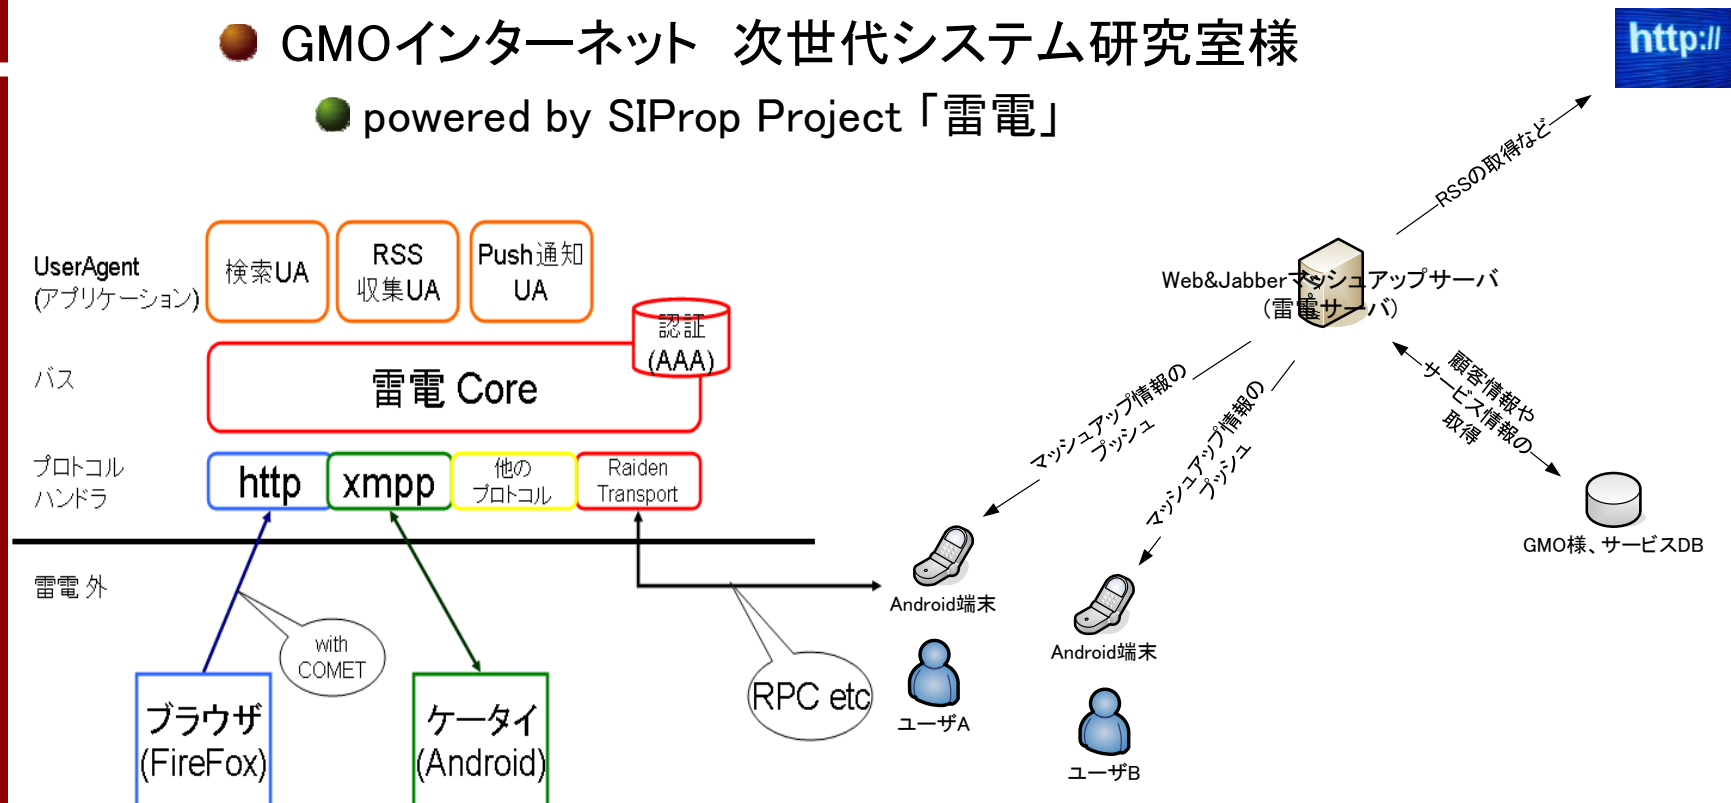 GMOインターネット 次世代システム研究室様
powered by SIProp Project「雷電」
http://
RSSの取得など
UserAgent
(アプリケーション)
検索UA
RSS
収集UA
Push通知
UA
認証
(AAA)
バス
雷電 Core
プロトコル
ハンドラ
http
xmpp
他の
プロトコル
Raiden
Transport
雷電 外
with
COMET
RPC etc
ブラウザ
(FireFox)
ケータイ
(Android)
Web&Jabberマッシュアップサーバ
(雷電サーバ)
マッシュアップ情報の
プッシュ
マッシュアップ情報の
プッシュ
顧客情報や
サービス情報の
取得
GMO様、サービスDB
Android端末
ユーザA
Android端末
ユーザB